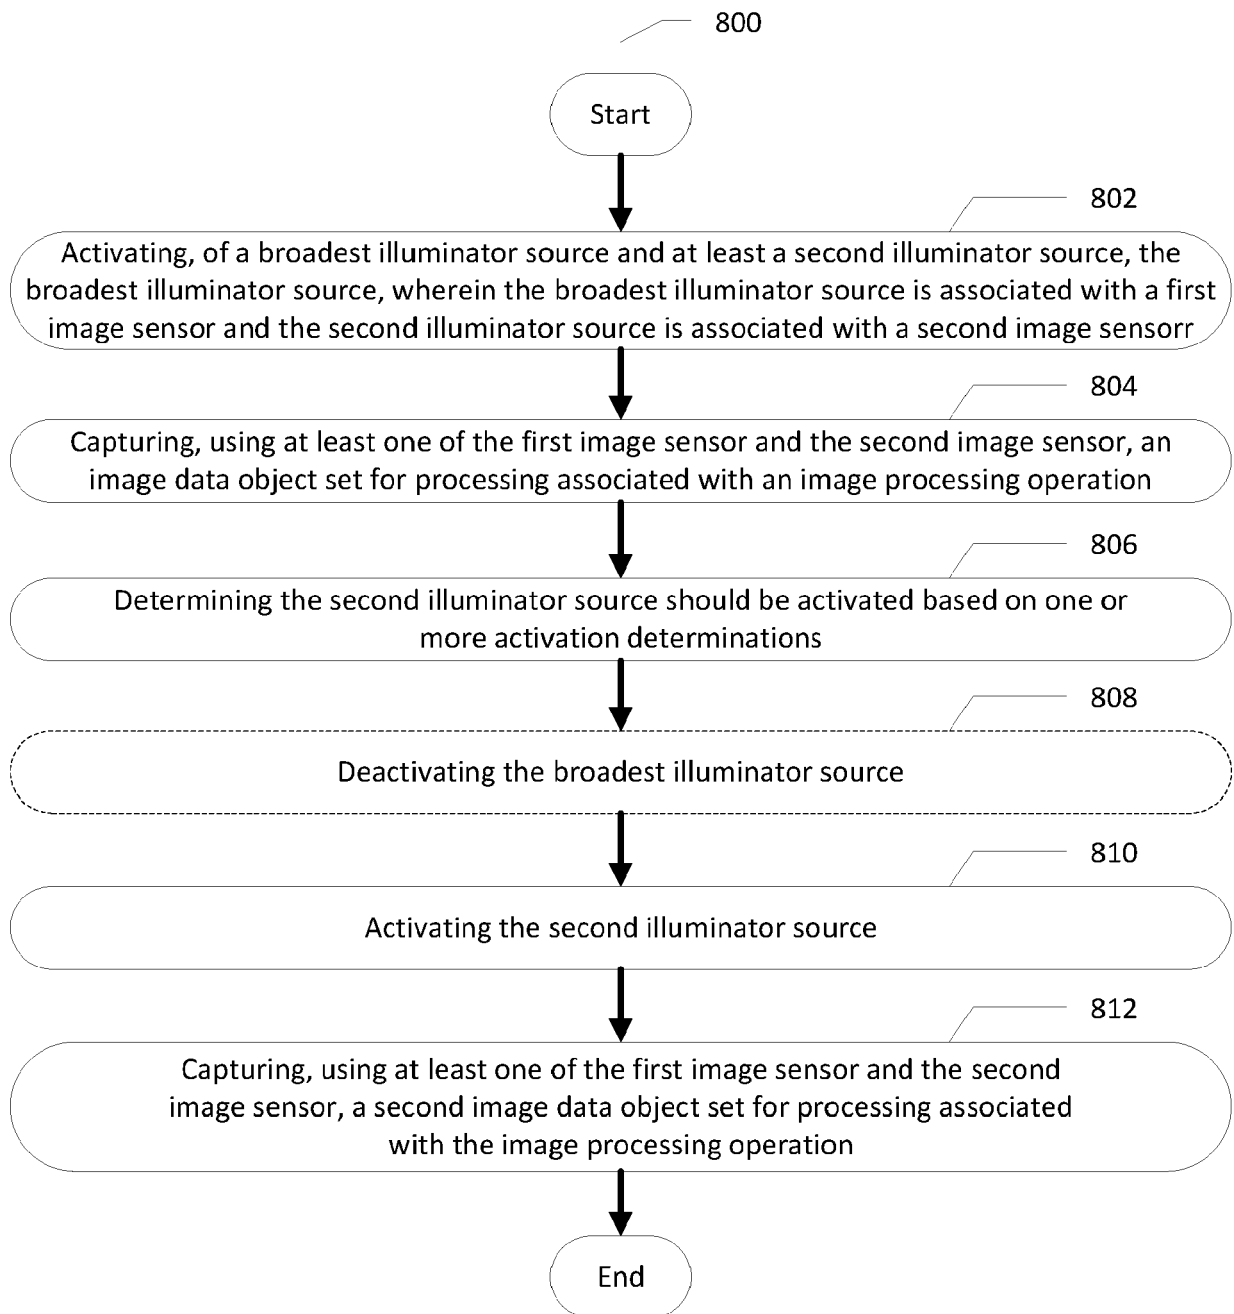 800
Start
802
Activating, of a broadest illuminator source and at least a second illuminator source, the
broadest illuminator source, wherein the broadest illuminator source is associated with a first
image sensor and the second illuminator source is associated with a second image sensorr
804
Capturing, using at least one of the first image sensor and the second image sensor, an
image data object set for processing associated with an image processing operation
806
Determining the second illuminator source should be activated based on one or
more activation determinations
808
Deactivating the broadest illuminator source
810
Activating the second illuminator source
812
Capturing, using at least one of the first image sensor and the second
image sensor, a second image data object set for processing associated
with the image processing operation
End